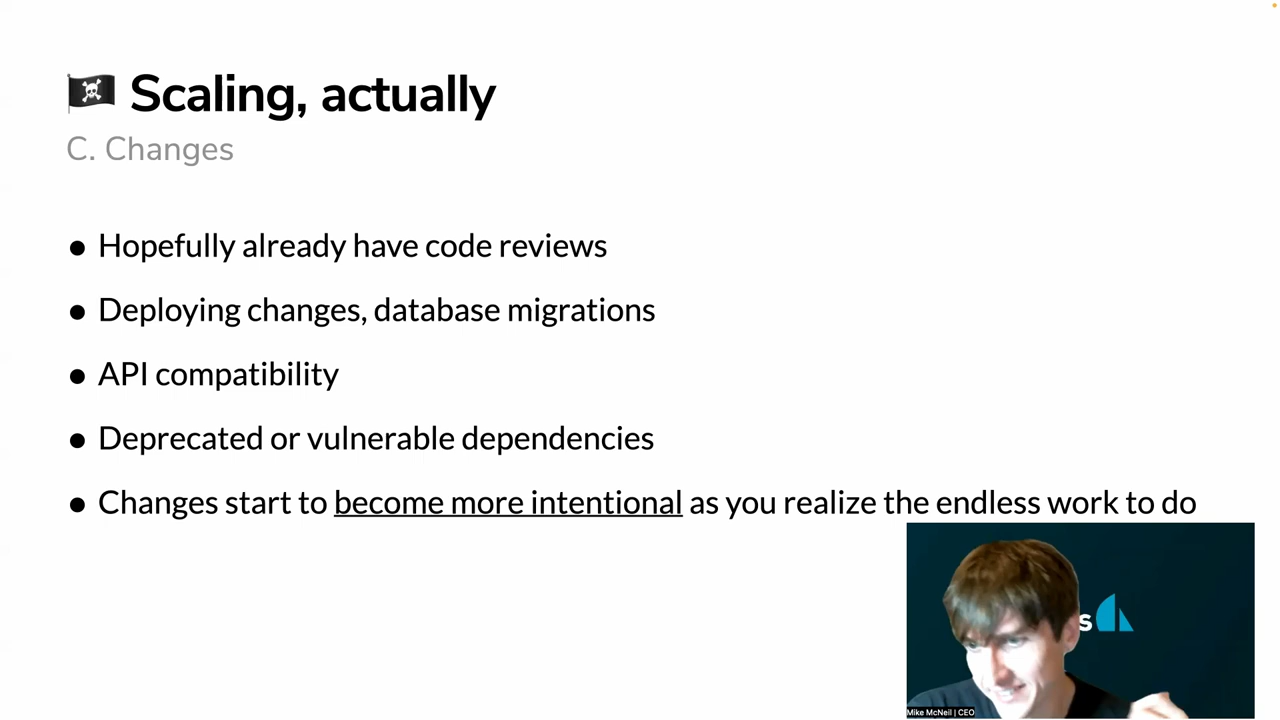 🏴‍☠️ Scaling, actually
C. Changes
● Hopefully already have code reviews
● Deploying changes, database migrations
● API compatibility
● Deprecated or vulnerable dependencies
● Changes start to become more intentional as you realize the endless work to do
s
Mike McNeil | CEO